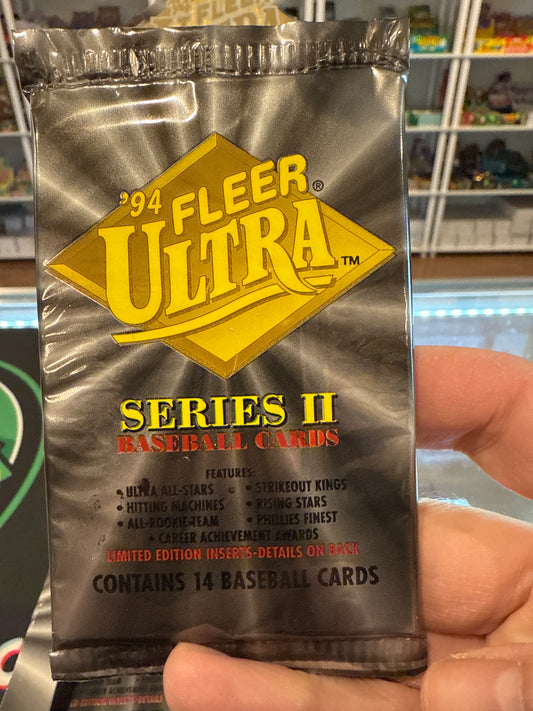 '94 FLEER®
ULTRA™
SERIES II
BASEBALL CARDS
FEATURES:
• ULTRA ALL-STARS • STRIKEOUT KINGS
• HITTING MACHINES • RISING STARS
• ALL-ROOKIE TEAM • PHILLIES FINEST
• CAREER ACHIEVEMENT AWARDS
LIMITED EDITION INSERTS-DETAILS ON BACK
CONTAINS 14 BASEBALL CARDS